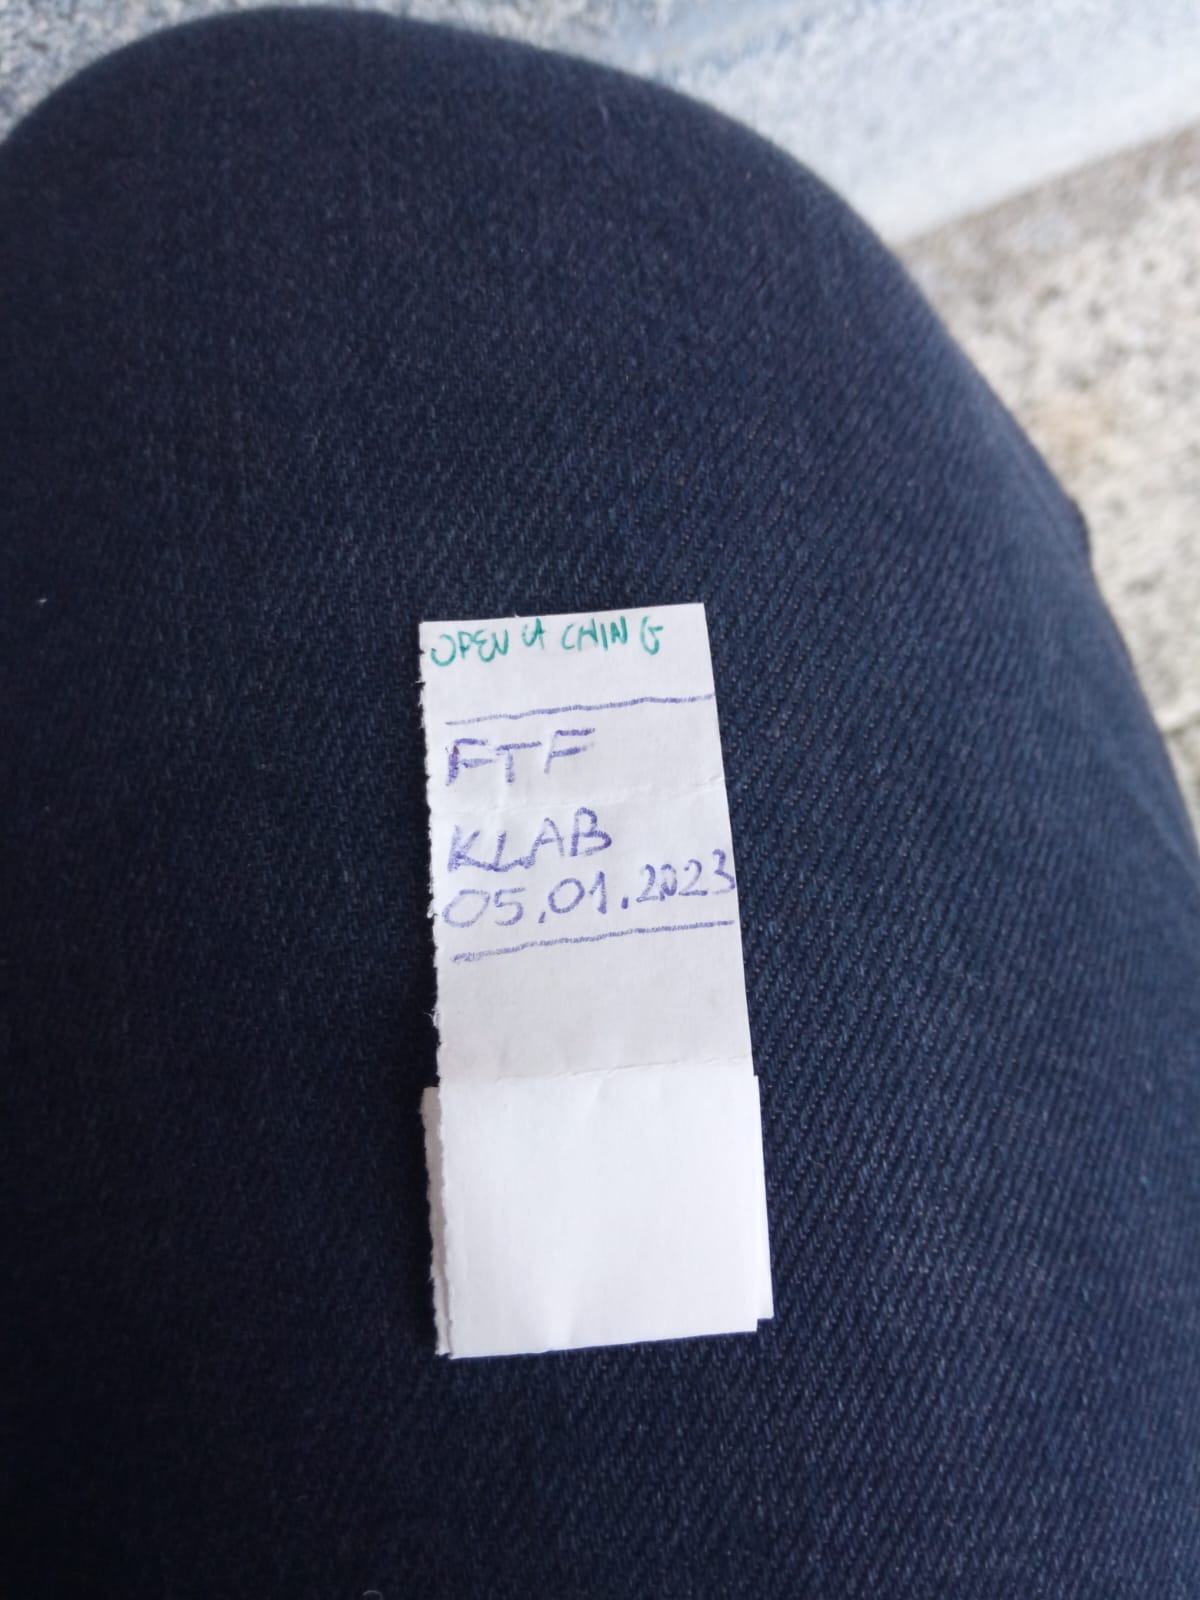 OPENCACHING
FTF
KLAB
05.01.2023